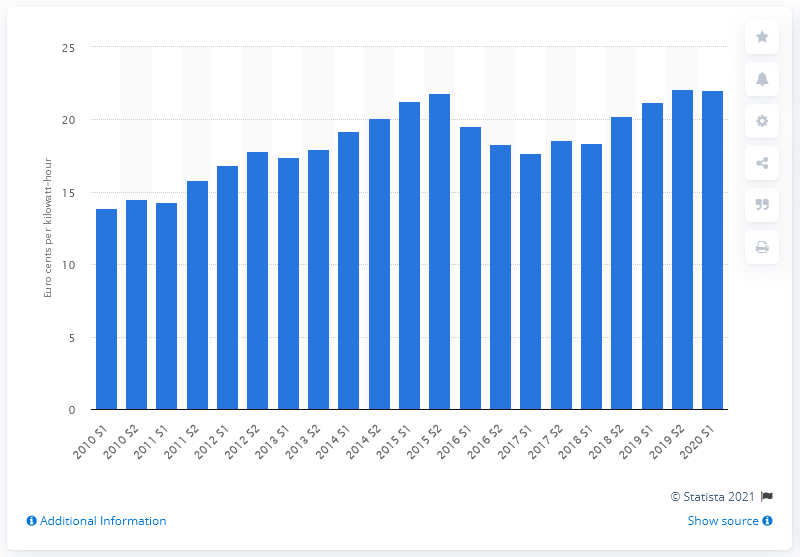 25
20
15
10
5
0
Euro cents per kilowatt-hour
2010 S1
2010 S2
2011 S1
2011 S2
2012 S1
2012 S2
2013 S1
2013 S2
2014 S1
2014 S2
2015 S1
2015 S2
2016 S1
2016 S2
2017 S1
2017 S2
2018 S1
2018 S2
2019 S1
2019 S2
2020 S1
© Statista 2021
Additional Information
Show source